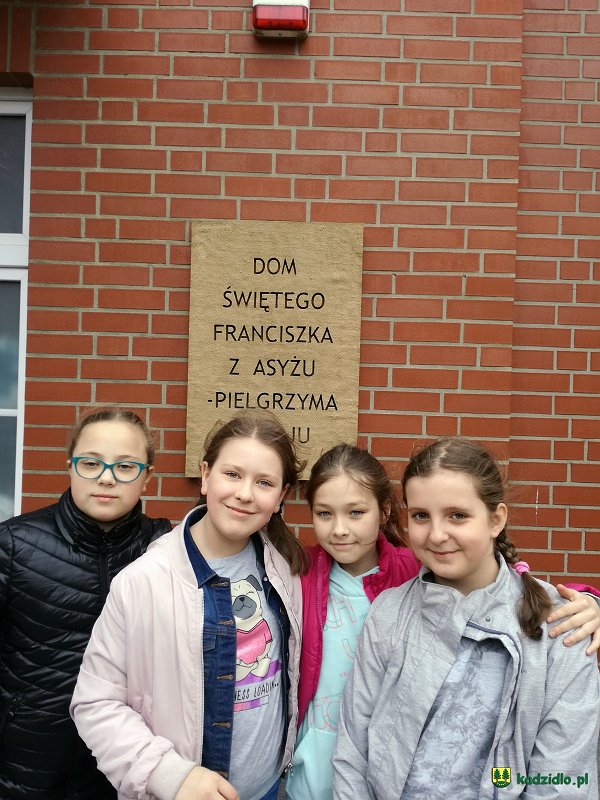 DOM
ŚWIĘTEGO
FRANCISZKA
Z ASYŻU
-PIELGRZYMA
kadzidlo.pl